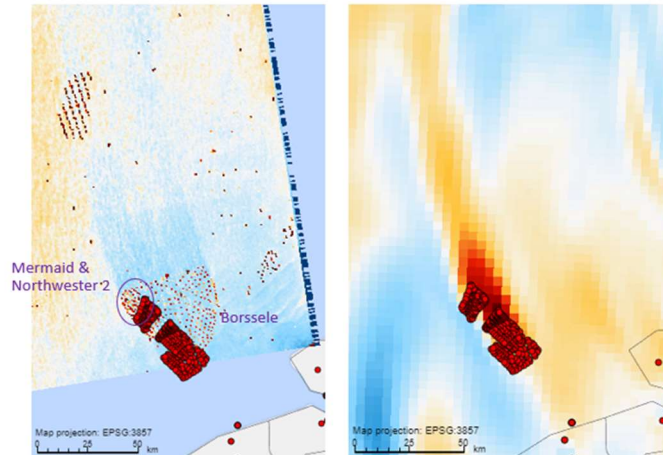 Mermaid &
Northwester 2
Borssele
Map projection: EPSG:3857
0 25 50
km
Map projection: EPSG:3857
0 25 50
km